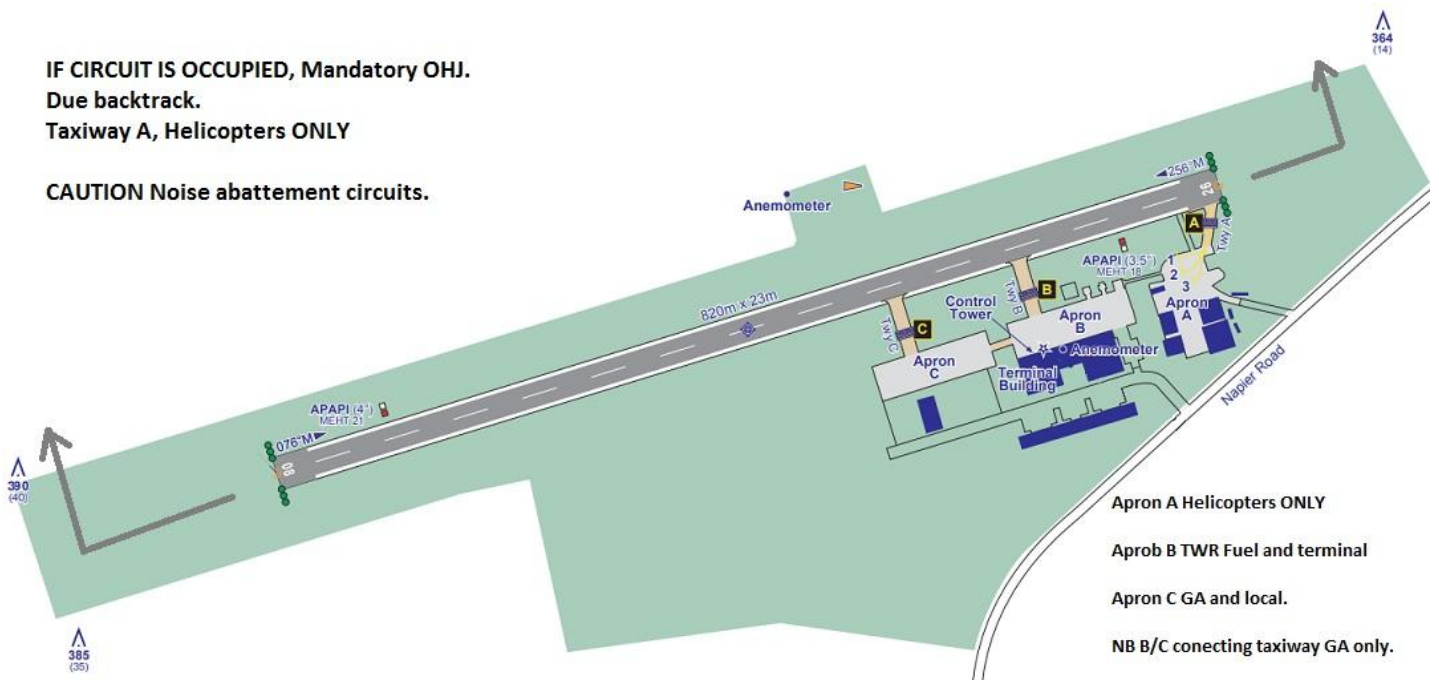 IF CIRCUIT IS OCCUPIED, Mandatory OHJ.
Due backtrack.
Taxiway A, Helicopters ONLY
CAUTION Noise abattement circuits.
364
(14)
256°M
26
Anemometer
A
Twy A
APAPI (3.5°)
MEHT 18
1
2
3
Apron
A
820m x 23m
Twy B
B
Control
Tower
Apron
B
Twy C
C
Apron
C
Anemometer
Terminal
Building
Napier Road
APAPI (4°)
MEHT 21
076°M
08
390
(40)
385
(35)
Apron A Helicopters ONLY
Aprob B TWR Fuel and terminal
Apron C GA and local.
NB B/C conecting taxiway GA only.